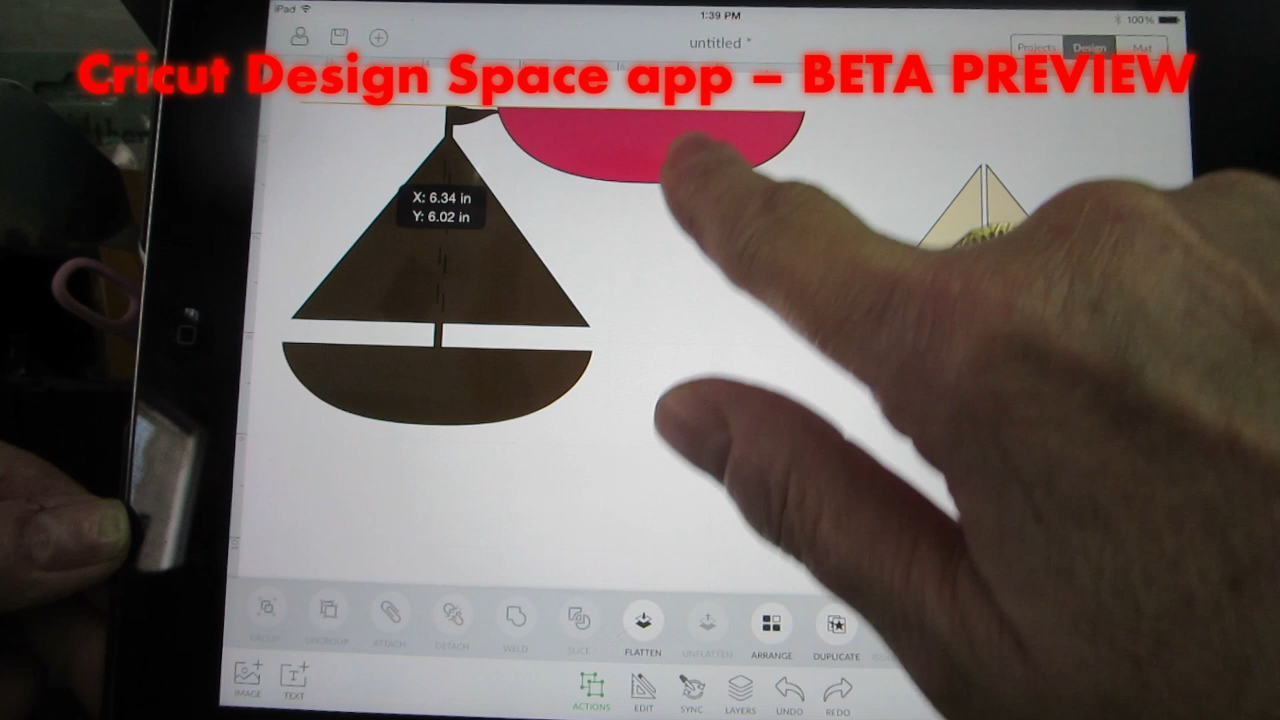 iPad
1:39 PM
100%
untitled *
Projects Design Mat
Cricut Design Space app – BETA PREVIEW
X: 6.34 in
Y: 6.02 in
GROUP UNGROUP ATTACH DETACH WELD SLICE FLATTEN UNFLATTEN ARRANGE DUPLICATE
IMAGE TEXT ACTIONS EDIT SYNC LAYERS UNDO REDO